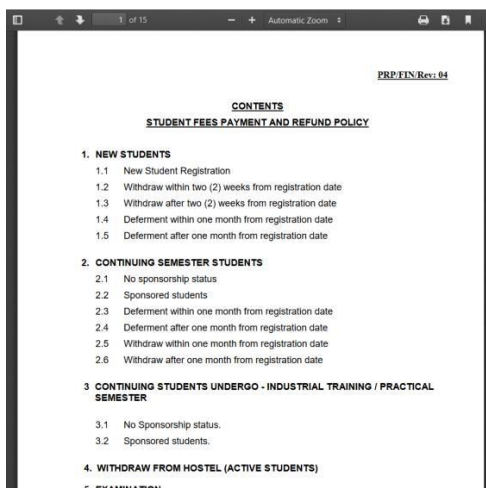 1 of 15
Automatic Zoom
PRP/FIN/Rev: 04
CONTENTS
STUDENT FEES PAYMENT AND REFUND POLICY
1. NEW STUDENTS
1.1 New Student Registration
1.2 Withdraw within two (2) weeks from registration date
1.3 Withdraw after two (2) weeks from registration date
1.4 Deferment within one month from registration date
1.5 Deferment after one month from registration date
2. CONTINUING SEMESTER STUDENTS
2.1 No sponsorship status
2.2 Sponsored students
2.3 Deferment within one month from registration date
2.4 Deferment after one month from registration date
2.5 Withdraw within one month from registration date
2.6 Withdraw after one month from registration date
3 CONTINUING STUDENTS UNDERGO - INDUSTRIAL TRAINING / PRACTICAL
SEMESTER
3.1 No Sponsorship status.
3.2 Sponsored students.
4. WITHDRAW FROM HOSTEL (ACTIVE STUDENTS)
5. EXAMINATION